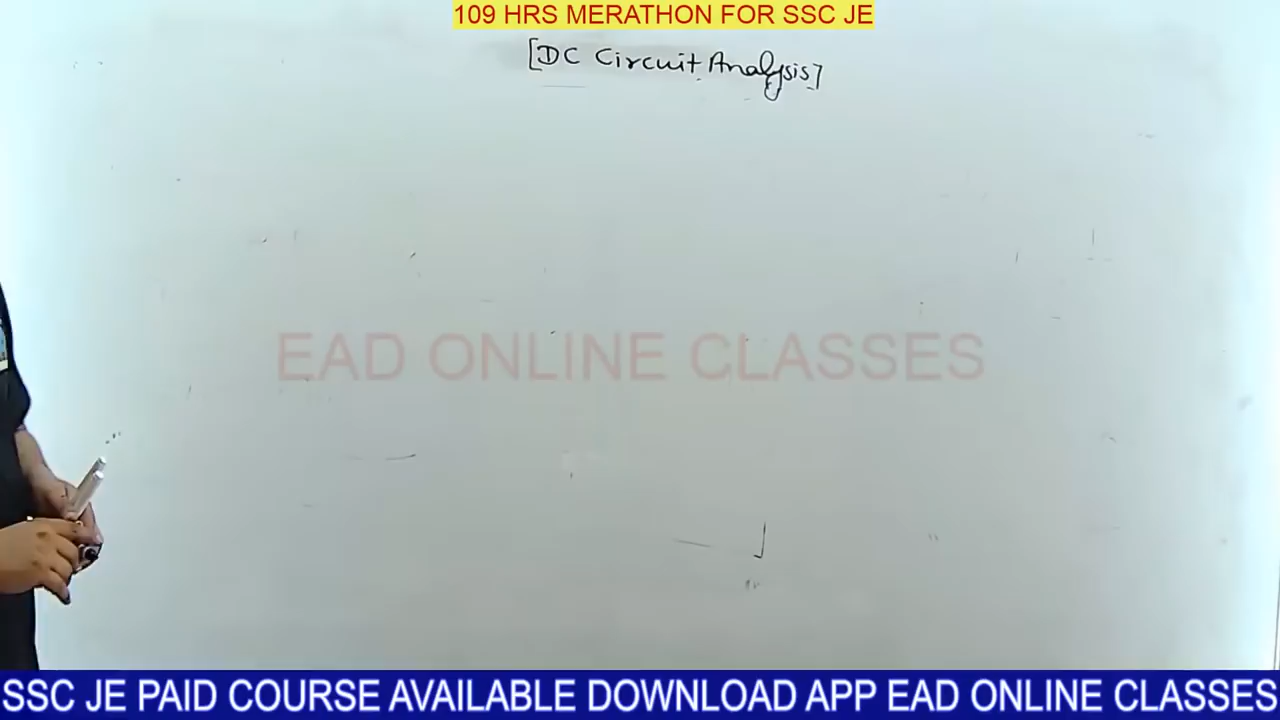 109 HRS MERATHON FOR SSC JE
[DC Circuit Analysis]
EAD ONLINE CLASSES
SSC JE PAID COURSE AVAILABLE DOWNLOAD APP EAD ONLINE CLASSES